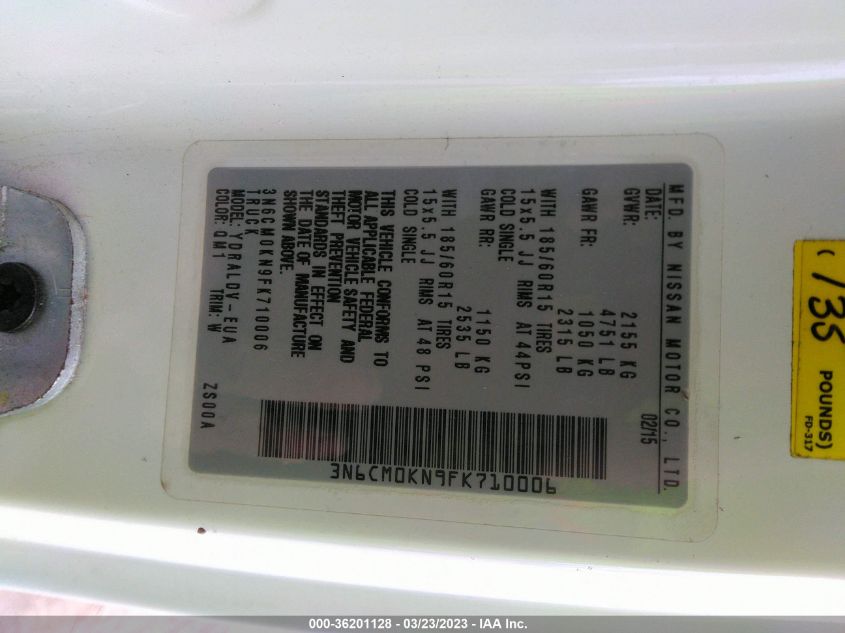 MFD. BY NISSAN MOTOR CO., LTD.
DATE: 02/15
GVWR: 2155 KG
4751 LB
GAWR FR: 1050 KG
2315 LB
WITH 185/60R15 TIRES
15x5.5 JJ RIMS AT 44PSI
COLD SINGLE
GAWR RR: 1150 KG
2535 LB
WITH 185/60R15 TIRES
15x5.5 JJ RIMS AT 48 PSI
COLD SINGLE
THIS VEHICLE CONFORMS TO
ALL APPLICABLE FEDERAL
MOTOR VEHICLE SAFETY AND
THEFT PREVENTION
STANDARDS IN EFFECT ON
THE DATE OF MANUFACTURE
SHOWN ABOVE.
3N6CM0KN9FK710006
TRUCK
MODEL: YDRALDV-EUA
COLOR: QM1 TRIM: W ZS00A
3N6CM0KN9FK710006
( 135 POUNDS)
FD-317
000-36201128 - 03/23/2023 - IAA Inc.